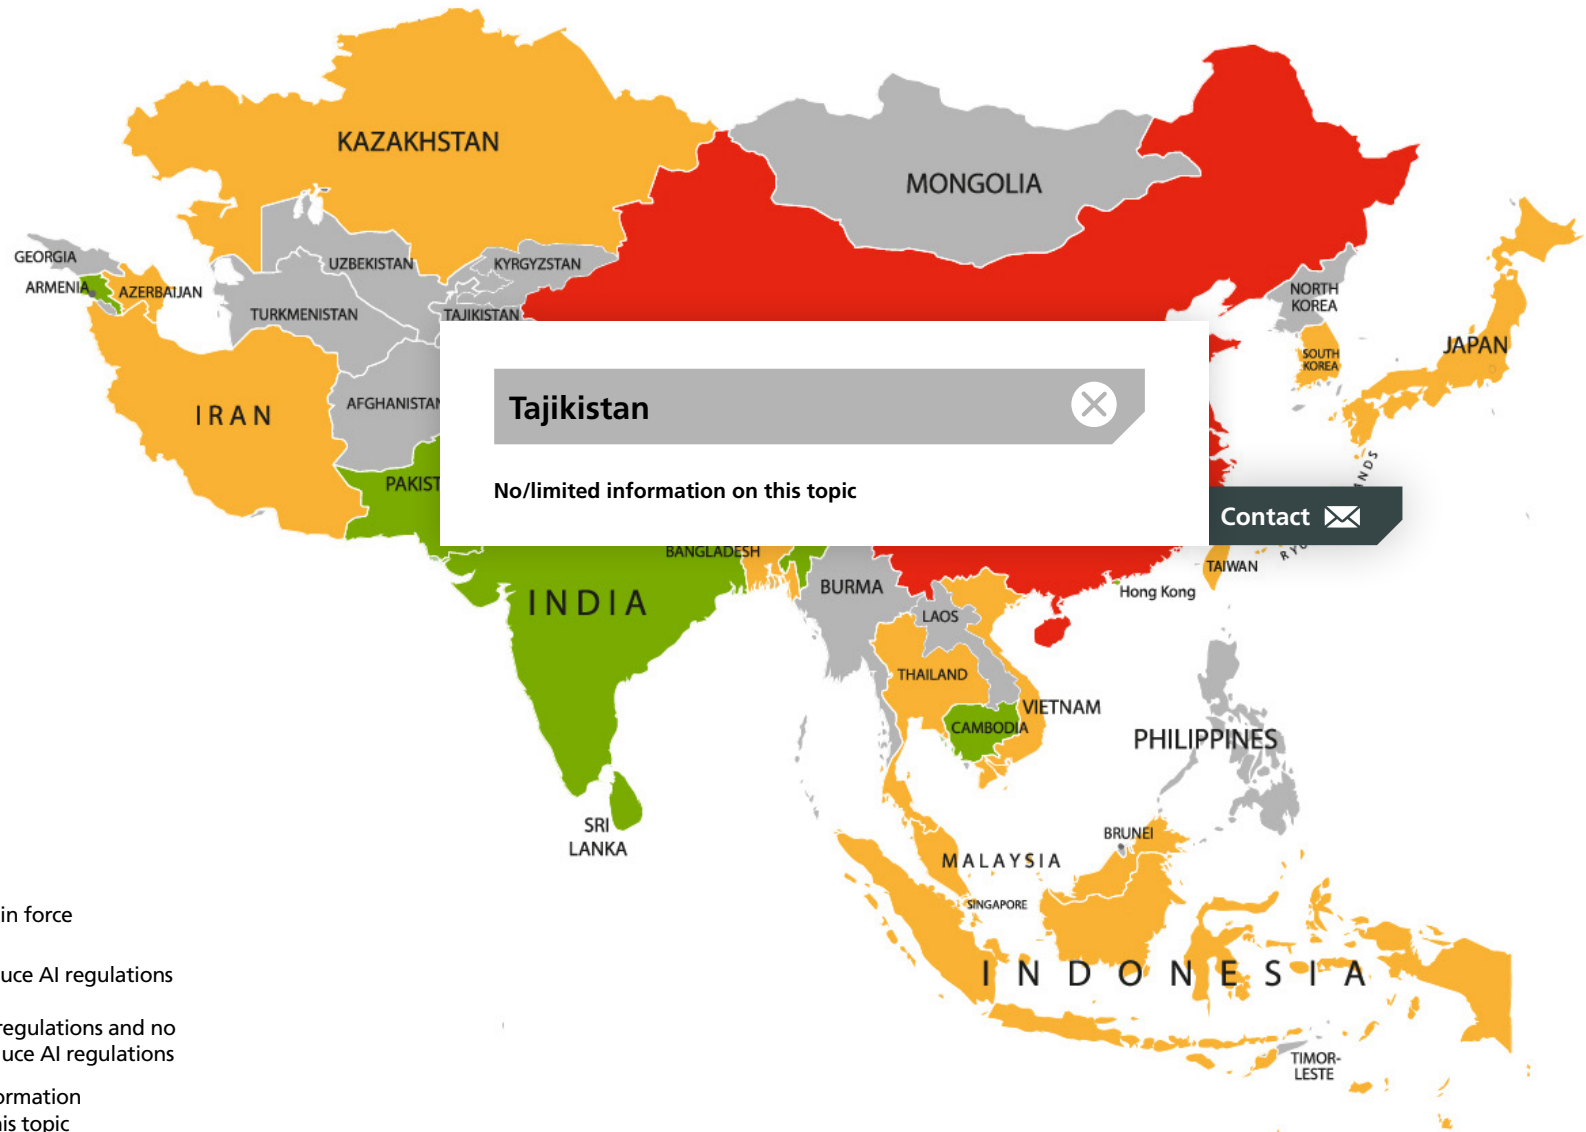 KAZAKHSTAN
MONGOLIA
GEORGIA
UZBEKISTAN
KYRGYZSTAN
ARMENIA
AZERBAIJAN
NORTH
KOREA
TURKMENISTAN
TAJIKISTAN
JAPAN
SOUTH
KOREA
IRAN
AFGHANISTAN
Tajikistan
PAKIST
No/limited information on this topic
NDS
Contact
RYU
BANGLADESH
TAIWAN
BURMA
Hong Kong
INDIA
LAOS
THAILAND
VIETNAM
CAMBODIA
PHILIPPINES
SRI
LANKA
BRUNEI
MALAYSIA
SINGAPORE
INDONESIA
TIMOR-
LESTE
in force
uce AI regulations
regulations and no
uce AI regulations
ormation
is topic